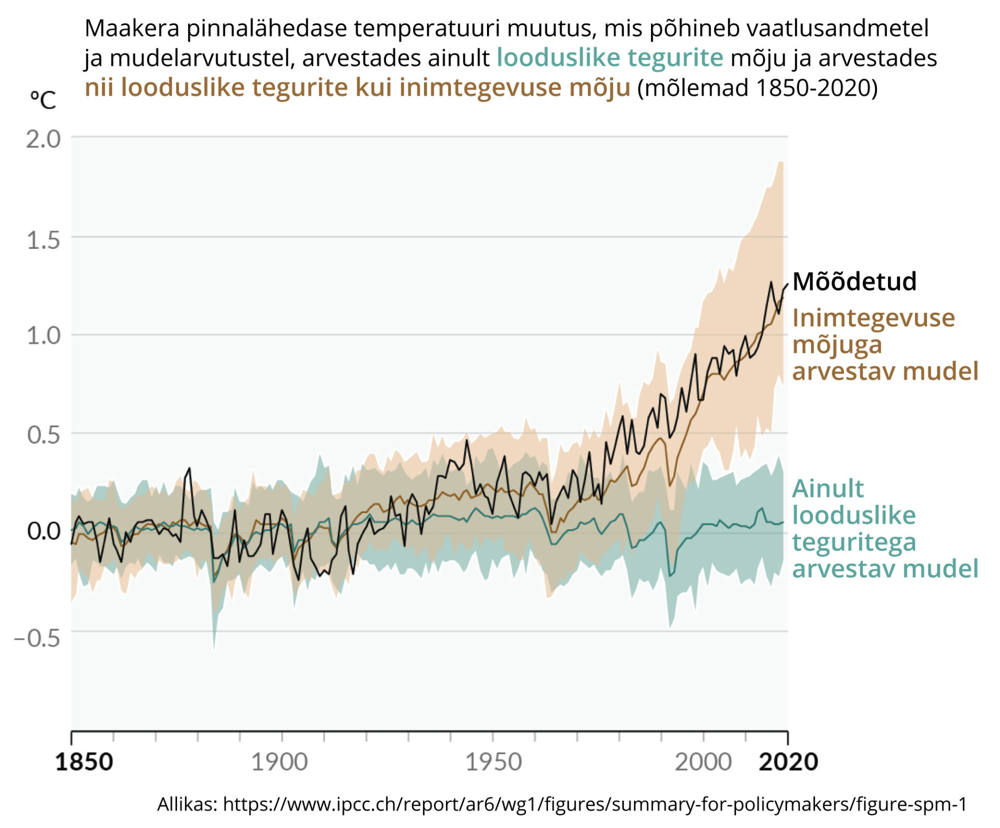 Maakera pinnalähedase temperatuuri muutus, mis põhineb vaatlusandmetel
ja mudelarvutustel, arvestades ainult looduslike tegurite mõju ja arvestades
nii looduslike tegurite kui inimtegevuse mõju (mõlemad 1850-2020)
ºC
2.0
1.5
1.0
0.5
0.0
−0.5
Mõõdetud
Inimtegevuse
mõjuga
arvestav mudel
Ainult
looduslike
teguritega
arvestav mudel
1850 1900 1950 2000 2020
Allikas: https://www.ipcc.ch/report/ar6/wg1/figures/summary-for-policymakers/figure-spm-1